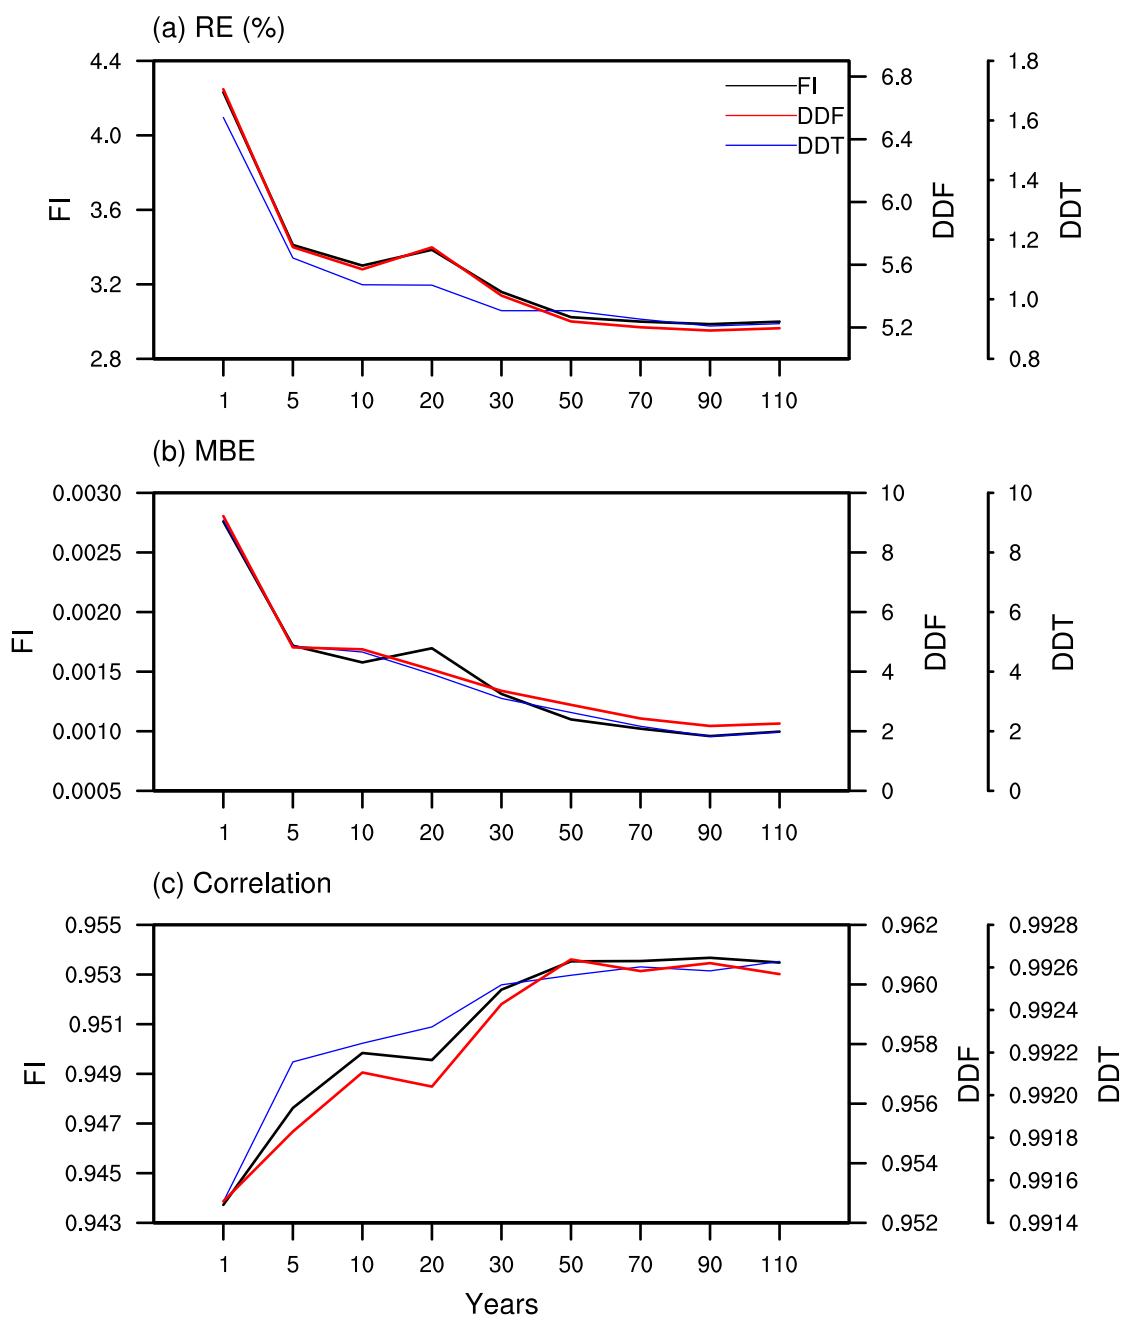 (a) RE (%)
4.4
4.0
3.6
3.2
2.8
FI
FI
DDF
DDT
6.8
6.4
6.0
5.6
5.2
DDF
1.8
1.6
1.4
1.2
1.0
0.8
DDT
1 5 10 20 30 50 70 90 110
(b) MBE
0.0030
0.0025
0.0020
0.0015
0.0010
0.0005
FI
10
8
6
4
2
0
DDF
10
8
6
4
2
0
DDT
1 5 10 20 30 50 70 90 110
(c) Correlation
0.955
0.953
0.951
0.949
0.947
0.945
0.943
FI
0.962
0.960
0.958
0.956
0.954
0.952
DDF
0.9928
0.9926
0.9924
0.9922
0.9920
0.9918
0.9916
0.9914
DDT
1 5 10 20 30 50 70 90 110
Years